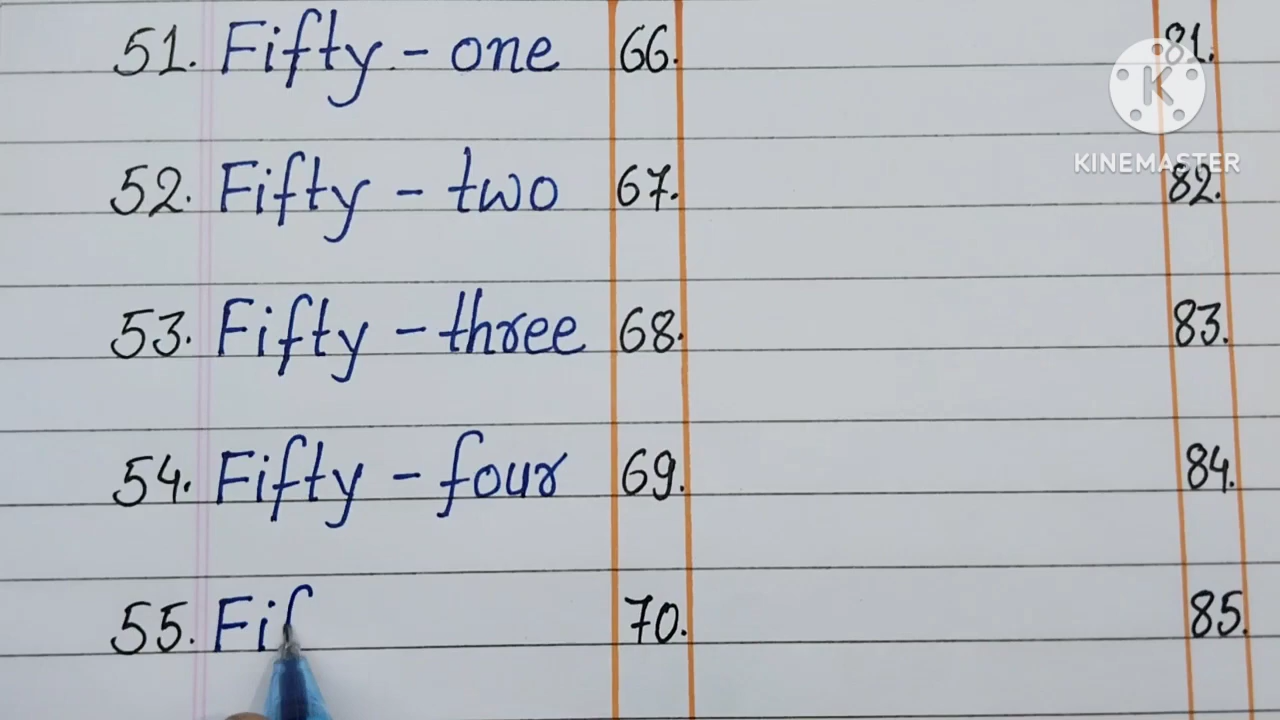 51. Fifty - one 66. 81.
52. Fifty - two 67. 82.
53. Fifty - three 68. 83.
54. Fifty - four 69. 84.
55. Fif 70. 85.
K
KINEMASTER